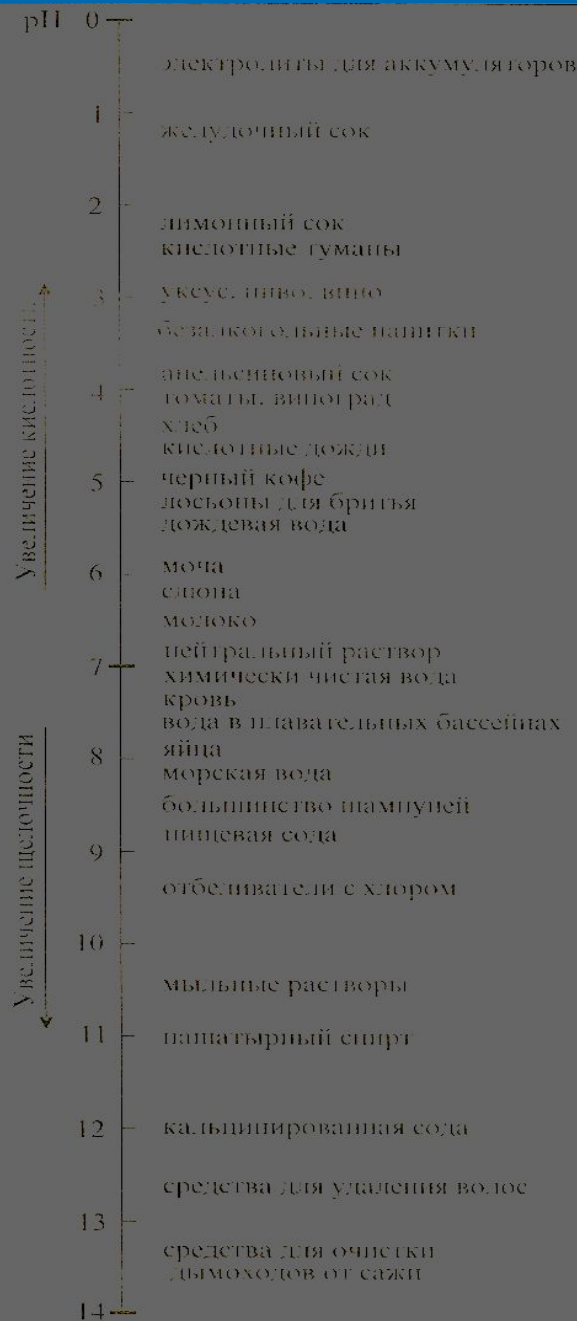 pH 0
электролиты для аккумуляторов
1
желудочный сок
2
лимонный сок
кислотные туманы
3 уксус, пиво, вино
безалкогольные напитки
апельсиновый сок
4 томаты, виноград
хлеб
кислотные дожди
5 черный кофе
лосьоны для бритья
дождевая вода
6 моча
слюна
молоко
нейтральный раствор
7 химически чистая вода
кровь
вода в плавательных бассейнах
8 яйца
морская вода
большинство шампуней
пищевая сода
9
отбеливатели с хлором
10
мыльные растворы
11 нашатырный спирт
12 кальцинированная сода
средства для удаления волос
13
средства для очистки
дымоходов от сажи
14
Увеличение кислотности
Увеличение щелочности